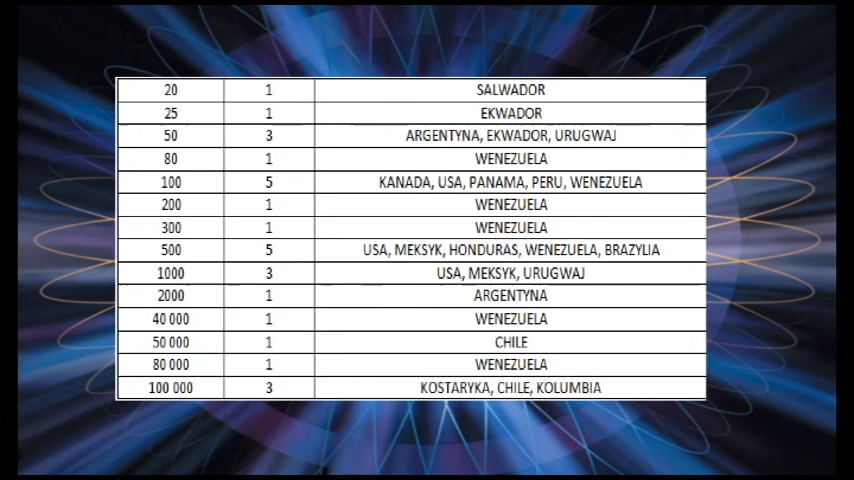 20 1 SALWADOR
25 1 EKWADOR
50 3 ARGENTYNA, EKWADOR, URUGWAJ
80 1 WENEZUELA
100 5 KANADA, USA, PANAMA, PERU, WENEZUELA
200 1 WENEZUELA
300 1 WENEZUELA
500 5 USA, MEKSYK, HONDURAS, WENEZUELA, BRAZYLIA
1000 3 USA, MEKSYK, URUGWAJ
2000 1 ARGENTYNA
40 000 1 WENEZUELA
50 000 1 CHILE
80 000 1 WENEZUELA
100 000 3 KOSTARYKA, CHILE, KOLUMBIA